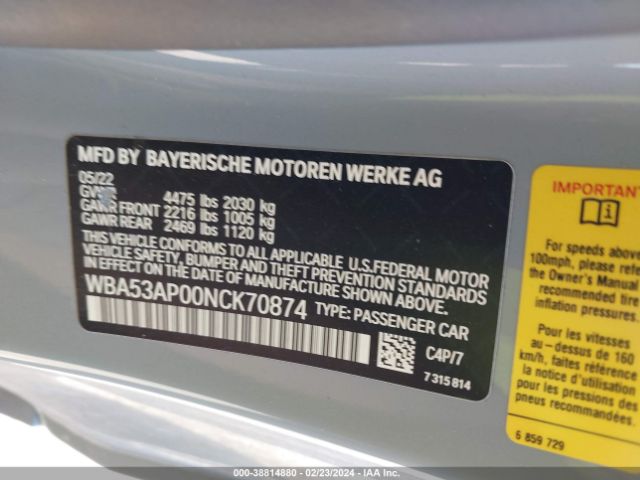 MFD BY BAYERISCHE MOTOREN WERKE AG
05/22
4475 lbs 2030 kg
GAWR FRONT 2216 lbs 1005 kg
GAWR REAR 2469 lbs 1120 kg
THIS VEHICLE CONFORMS TO ALL APPLICABLE U.S.FEDERAL MOTOR
VEHICLE SAFETY, BUMPER AND THEFT PREVENTION STANDARDS
IN EFFECT ON THE DATE OF MANUFACTURE SHOWN ABOVE.
WBA53AP00NCK70874 TYPE: PASSENGER CAR
C4P/7
7 315 814
IMPORTANT
For speeds above
100mph, please refe
the Owner's Manual
recommended tire
inflation pressures.
Pour les vitesses
au-dessus de 160
km/h, faites référence
la notice d'utilisation
pour les pressions des
pneus recommandées.
6 859 729
000-38814880 - 02/23/2024 - IAA Inc.